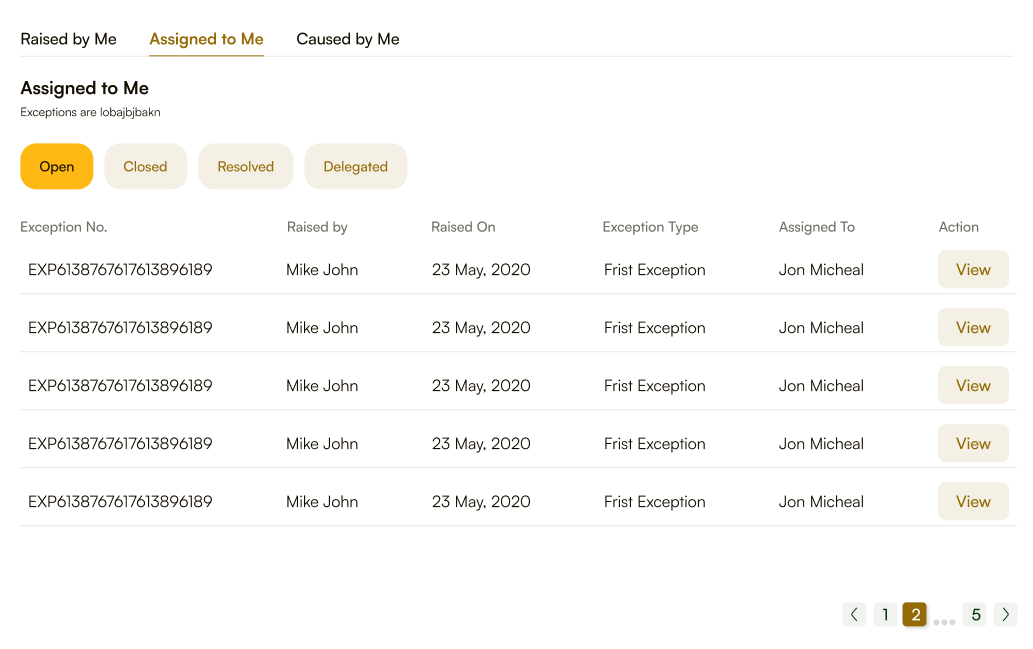 Raised by Me Assigned to Me Caused by Me
Assigned to Me
Exceptions are lobajbjbakn
Open Closed Resolved Delegated
Exception No. Raised by Raised On Exception Type Assigned To Action
EXP6138767617613896189 Mike John 23 May, 2020 Frist Exception Jon Micheal View
EXP6138767617613896189 Mike John 23 May, 2020 Frist Exception Jon Micheal View
EXP6138767617613896189 Mike John 23 May, 2020 Frist Exception Jon Micheal View
EXP6138767617613896189 Mike John 23 May, 2020 Frist Exception Jon Micheal View
EXP6138767617613896189 Mike John 23 May, 2020 Frist Exception Jon Micheal View
1 2 ... 5